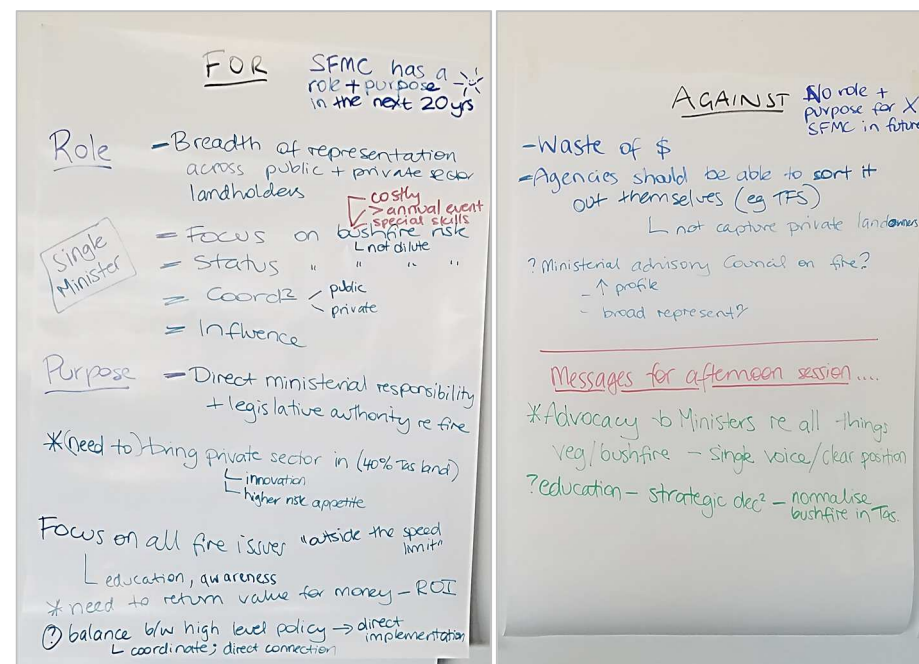 FOR
SFMC has a
role + purpose
in the next 20yrs
Role
- Breadth of representation
across public + private sector
landholders
costly
> annual event
special skills
Single
Minister
= Focus on bushfire risk
not dilute
- Status " " " "
= Coord² public
private
= Influence
Purpose
- Direct ministerial responsibility
+ legislative authority re fire
*(need to) bring private sector in (40% Tas land)
innovation
higher risk appetite
Focus on all fire issues "outside the speed
limit"
education, awareness
* need to return value for money - ROI
? balance b/w high level policy → direct
implementation
coordinate; direct connection
AGAINST
No role +
purpose for X
SFMC in future
- Waste of $
- Agencies should be able to sort it
out themselves (eg TFS)
not capture private landowners
? Ministerial advisory Council on fire?
- ↑ profile
- broad represent?
Messages for afternoon session....
*Advocacy to Ministers re all things
veg/bushfire - single voice/clear position
? education - strategic dec² - normalise
bushfire in Tas.